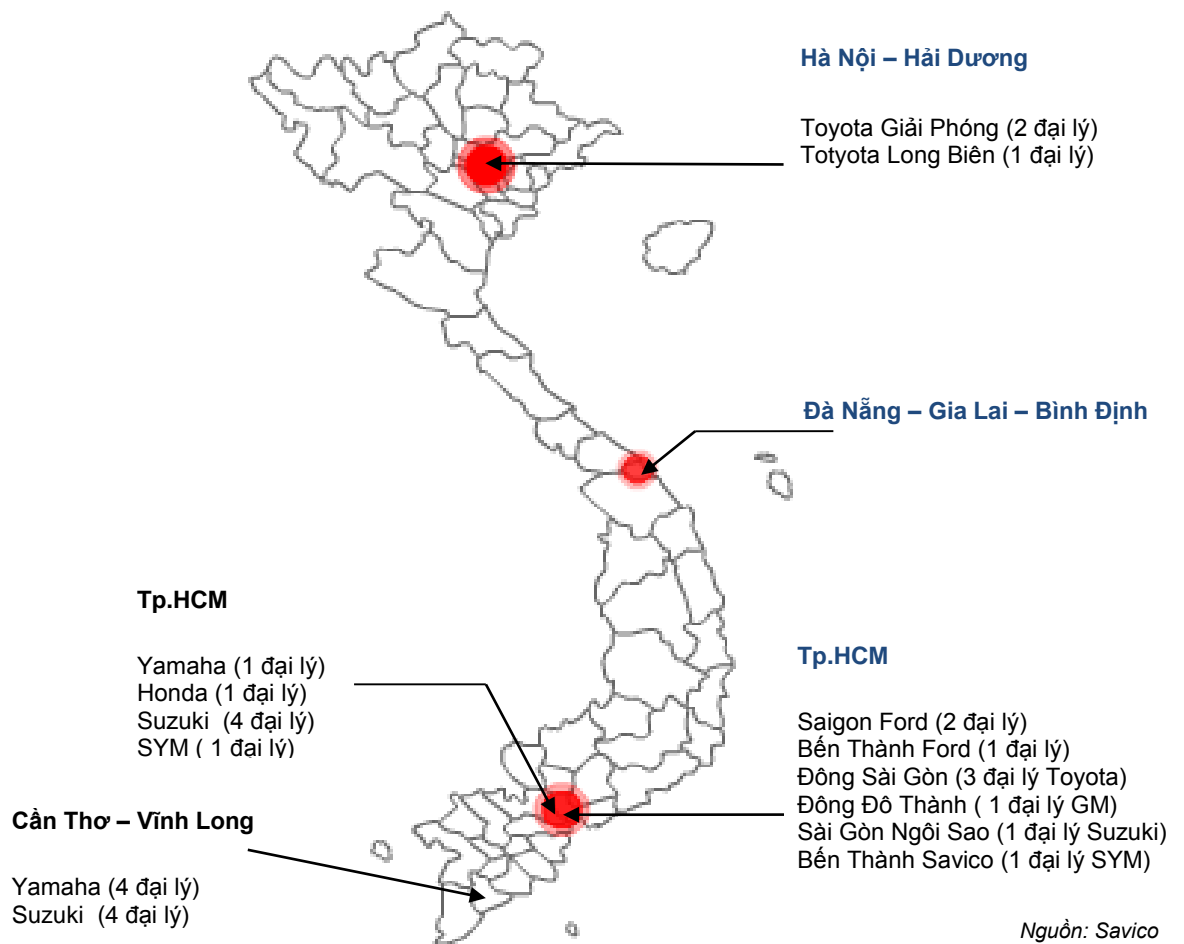 Hà Nội – Hải Dương
Toyota Giải Phóng (2 đại lý)
Totyota Long Biên (1 đại lý)
Đà Nẵng – Gia Lai – Bình Định
Tp.HCM
Yamaha (1 đại lý)
Honda (1 đại lý)
Suzuki (4 đại lý)
SYM ( 1 đại lý)
Tp.HCM
Saigon Ford (2 đại lý)
Bến Thành Ford (1 đại lý)
Đông Sài Gòn (3 đại lý Toyota)
Đông Đô Thành ( 1 đại lý GM)
Sài Gòn Ngôi Sao (1 đại lý Suzuki)
Bến Thành Savico (1 đại lý SYM)
Cần Thơ – Vĩnh Long
Yamaha (4 đại lý)
Suzuki (4 đại lý)
Nguồn: Savico